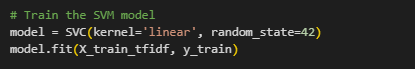 # Train the SVM model
model = SVC(kernel='linear', random_state=42)
model.fit(X_train_tfidf, y_train)